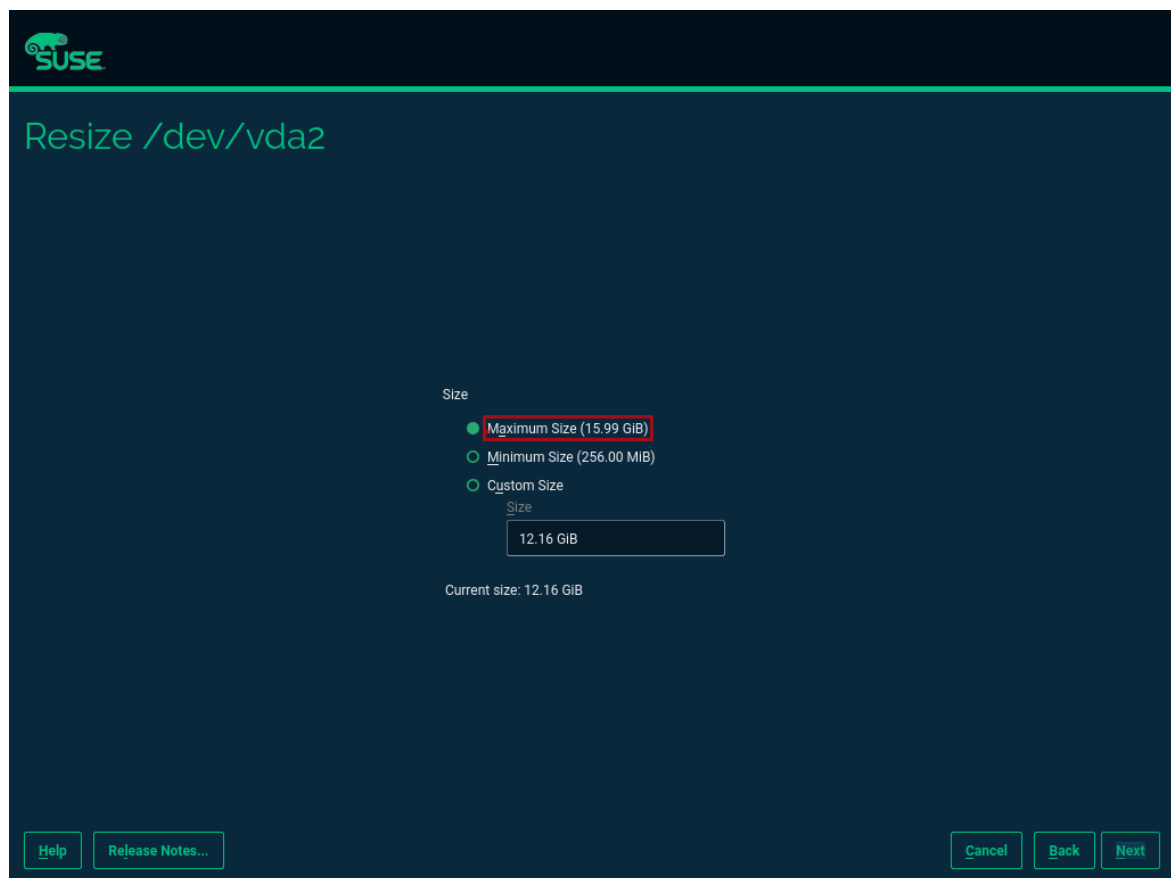 SUSE
Resize /dev/vda2
Size
Maximum Size (15.99 GiB)
Minimum Size (256.00 MiB)
Custom Size
Size
12.16 GiB
Current size: 12.16 GiB
Help Release Notes... Cancel Back Next